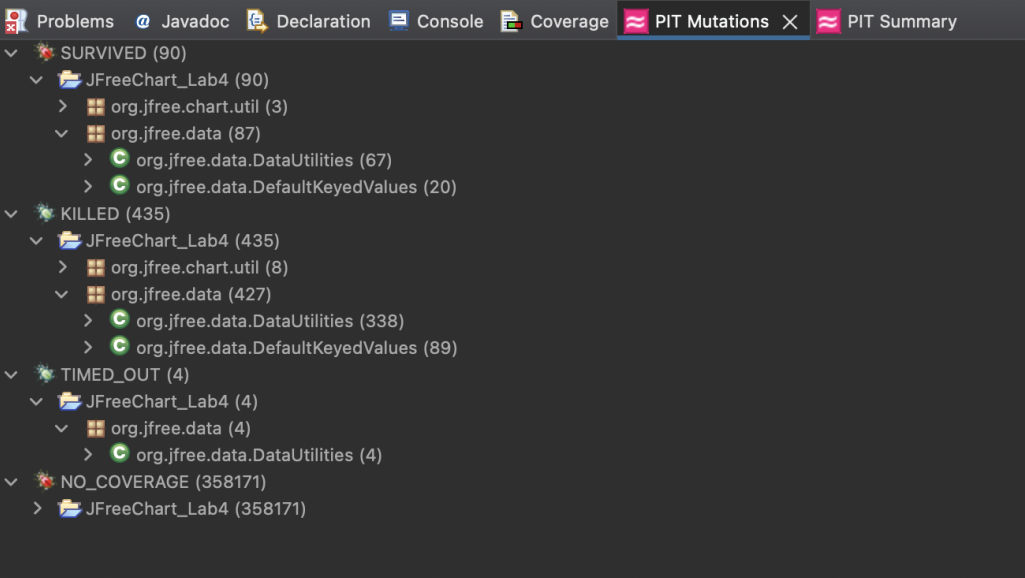 Problems @ Javadoc Declaration Console Coverage PIT Mutations PIT Summary
SURVIVED (90)
JFreeChart_Lab4 (90)
org.jfree.chart.util (3)
org.jfree.data (87)
C org.jfree.data.DataUtilities (67)
C org.jfree.data.DefaultKeyedValues (20)
KILLED (435)
JFreeChart_Lab4 (435)
org.jfree.chart.util (8)
org.jfree.data (427)
C org.jfree.data.DataUtilities (338)
C org.jfree.data.DefaultKeyedValues (89)
TIMED_OUT (4)
JFreeChart_Lab4 (4)
org.jfree.data (4)
C org.jfree.data.DataUtilities (4)
NO_COVERAGE (358171)
JFreeChart_Lab4 (358171)